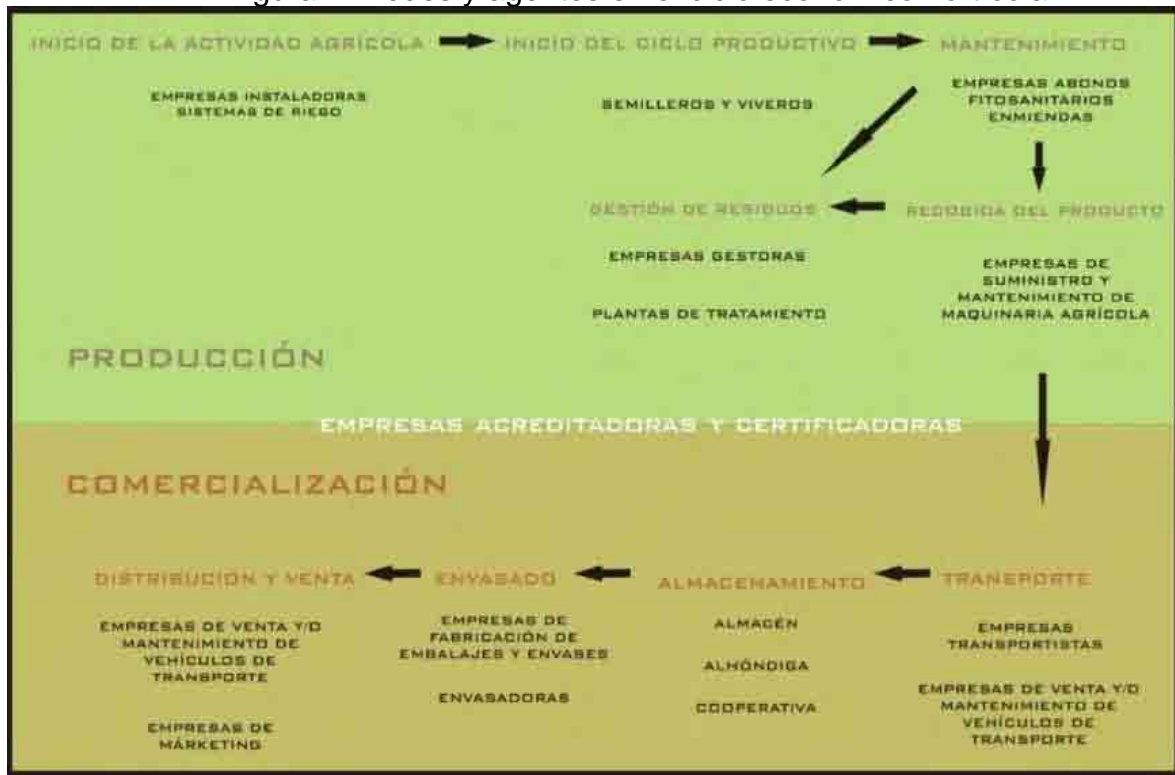 INICIO DE LA ACTIVIDAD AGRÍCOLA INICIO DEL CICLO PRODUCTIVO MANTENIMIENTO
EMPRESAS INSTALADORAS
SISTEMAS DE RIEGO
SEMILLEROS Y VIVEROS
EMPRESAS ABONOS
FITOSANITARIOS
ENMIENDAS
GESTIÓN DE RESIDUOS RECOGIDA DEL PRODUCTO
EMPRESAS GESTORAS
PLANTAS DE TRATAMIENTO
EMPRESAS DE
SUMINISTRO Y
MANTENIMIENTO DE
MAQUINARIA AGRÍCOLA
PRODUCCIÓN
EMPRESAS ACREDITADORAS Y CERTIFICADORAS
COMERCIALIZACIÓN
DISTRIBUCIÓN Y VENTA ENVASADO ALMACENAMIENTO TRANSPORTE
EMPRESAS DE VENTA Y/O
MANTENIMIENTO DE
VEHÍCULOS DE
TRANSPORTE
EMPRESAS DE
MÁRKETING
EMPRESAS DE
FABRICACIÓN DE
EMBALAJES Y ENVASES
ENVASADORAS
ALMACÉN
ALHÓNDIGA
COOPERATIVA
EMPRESAS
TRANSPORTISTAS
EMPRESAS DE VENTA Y/O
MANTENIMIENTO DE
VEHÍCULOS DE
TRANSPORTE